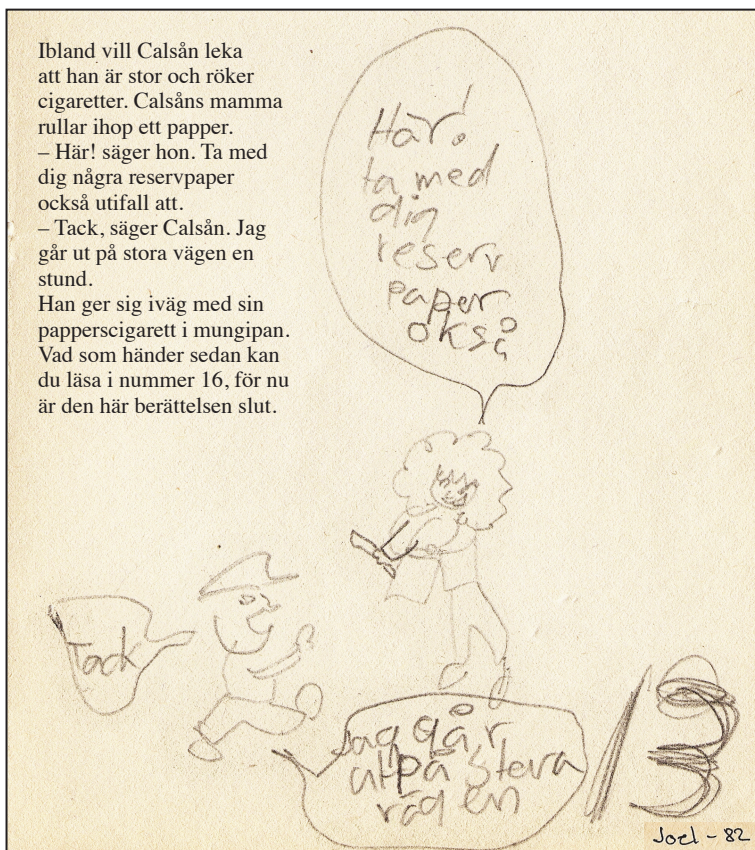 Ibland vill Calsån leka
att han är stor och röker
cigaretter. Calsåns mamma
rullar ihop ett papper.
– Här! säger hon. Ta med
dig några reservpaper
också utifall att.
– Tack, säger Calsån. Jag
går ut på stora vägen en
stund.
Han ger sig iväg med sin
papperscigarett i mungipan.
Vad som händer sedan kan
du läsa i nummer 16, för nu
är den här berättelsen slut.
Här!
ta med
dig
reserv
paper
också
Tack
Jag går
ut på stora
13
Joel - 82